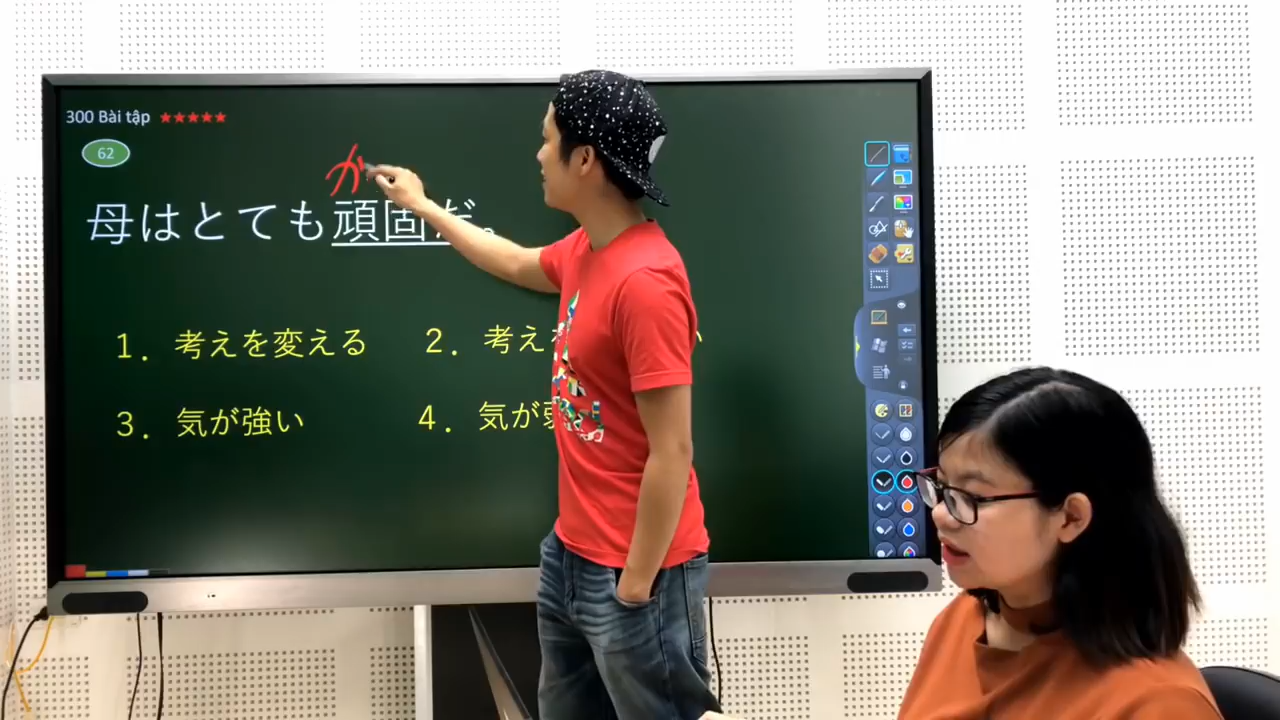 300 Bài tập ★★★★★
62
か
母はとても頑固だ。
1. 考えを変える 2. 考え
3. 気が強い 4. 気が